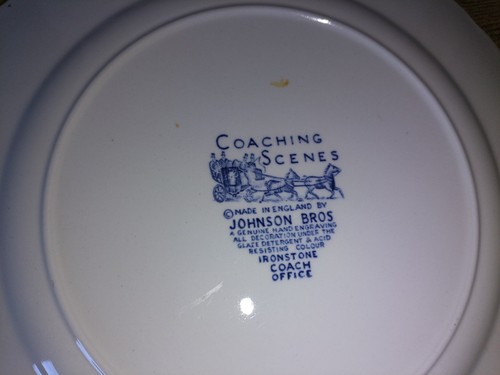 COACHING
SCENES
© MADE IN ENGLAND BY
JOHNSON BROS
A GENUINE HAND ENGRAVING
ALL DECORATION UNDER THE
GLAZE DETERGENT & ACID
RESISTING COLOUR
IRONSTONE
COACH
OFFICE